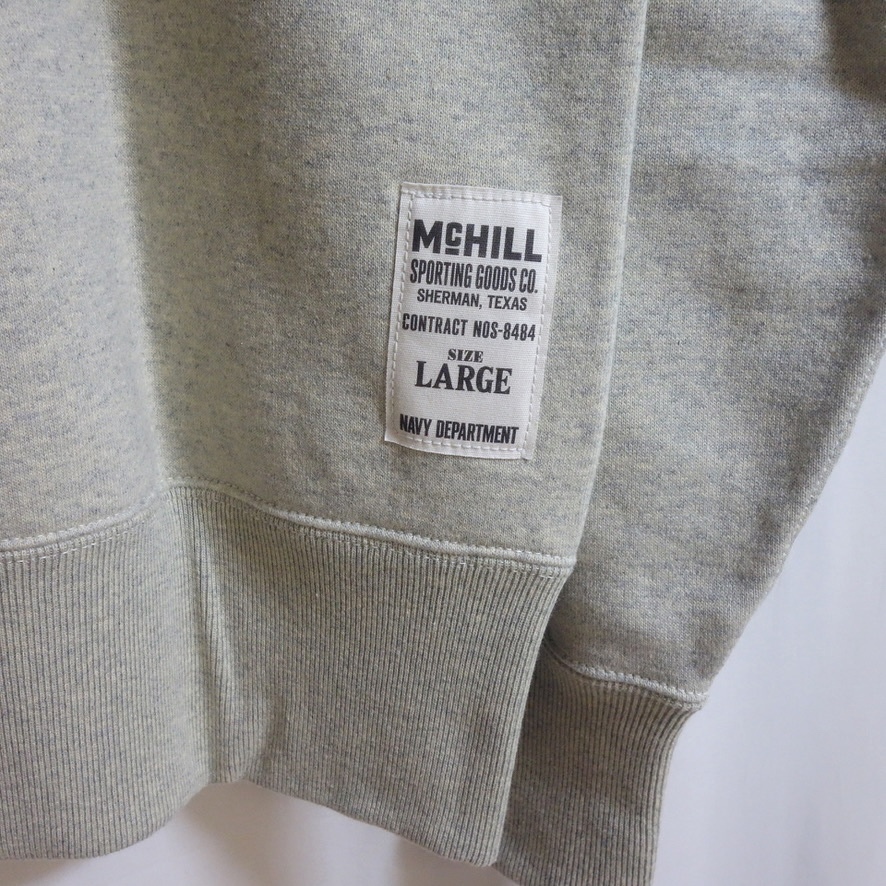 McHILL
SPORTING GOODS CO.
SHERMAN, TEXAS
CONTRACT NOS-8484
SIZE
LARGE
NAVY DEPARTMENT